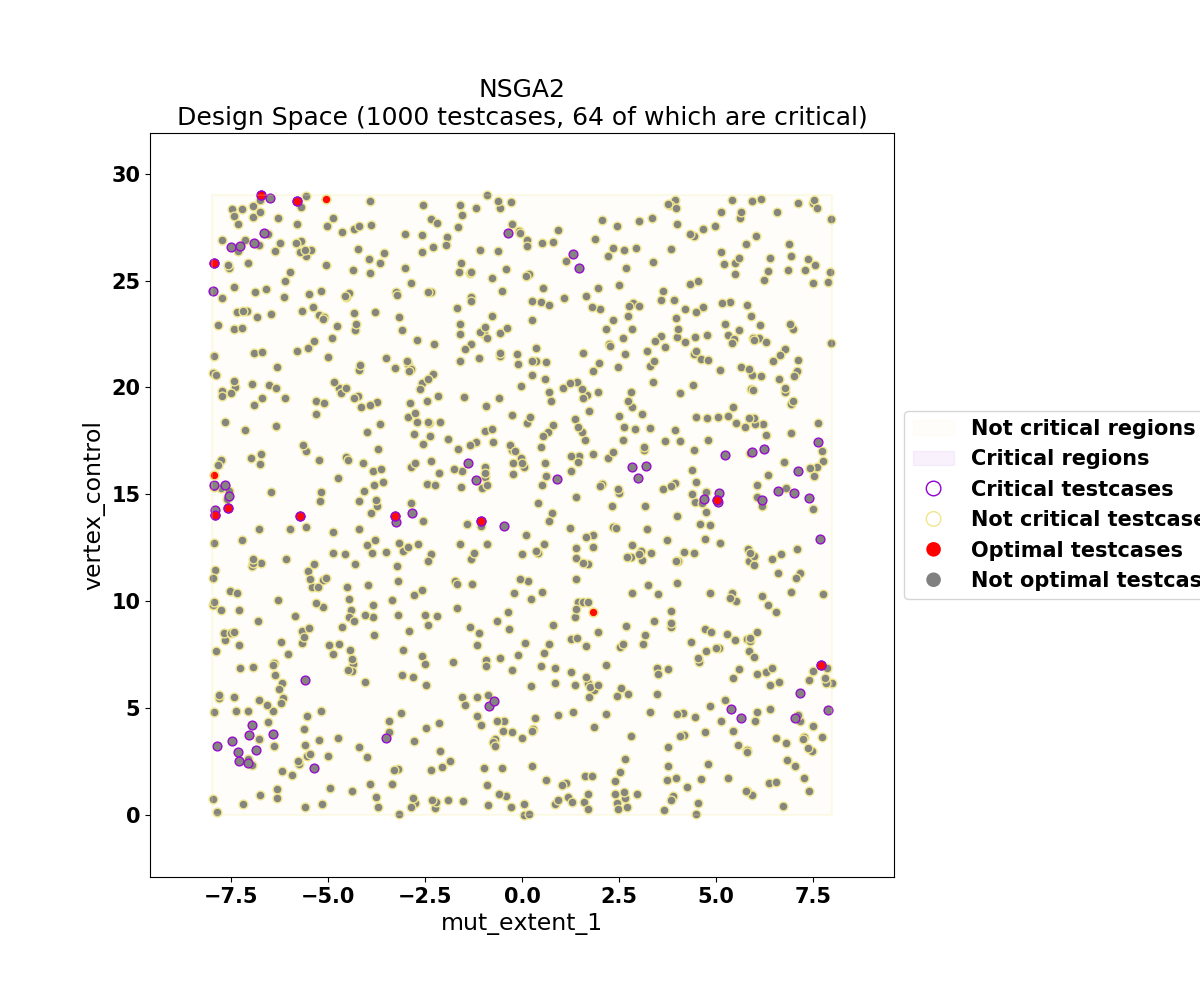 NSGA2
Design Space (1000 testcases, 64 of which are critical)
30
25
20
15
10
5
0
vertex_control
−7.5 −5.0 −2.5 0.0 2.5 5.0 7.5
mut_extent_1
Not critical regions
Critical regions
Critical testcases
Not critical testcase
Optimal testcases
Not optimal testcas